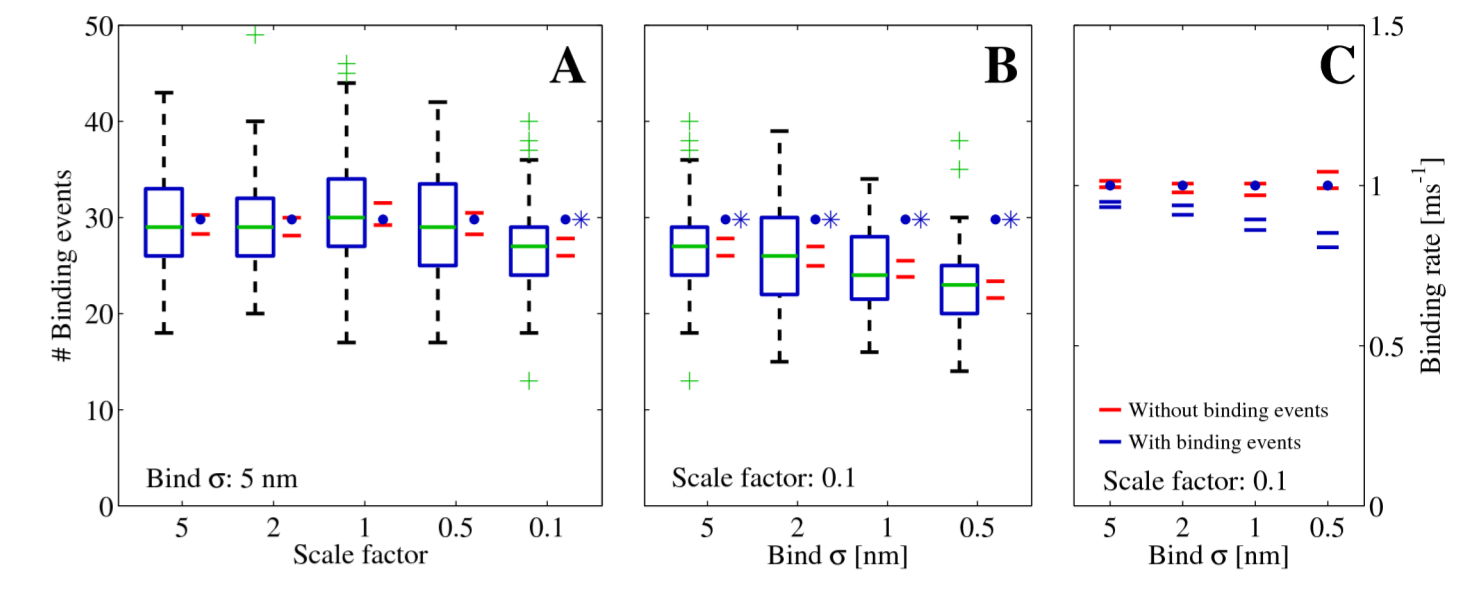 50
40
30
20
10
0
# Binding events
A
Bind σ: 5 nm
5 2 1 0.5 0.1
Scale factor
B
Scale factor: 0.1
5 2 1 0.5
Bind σ [nm]
C
Without binding events
With binding events
Scale factor: 0.1
5 2 1 0.5
Bind σ [nm]
1.5
1
0.5
0
Binding rate [ms⁻¹]